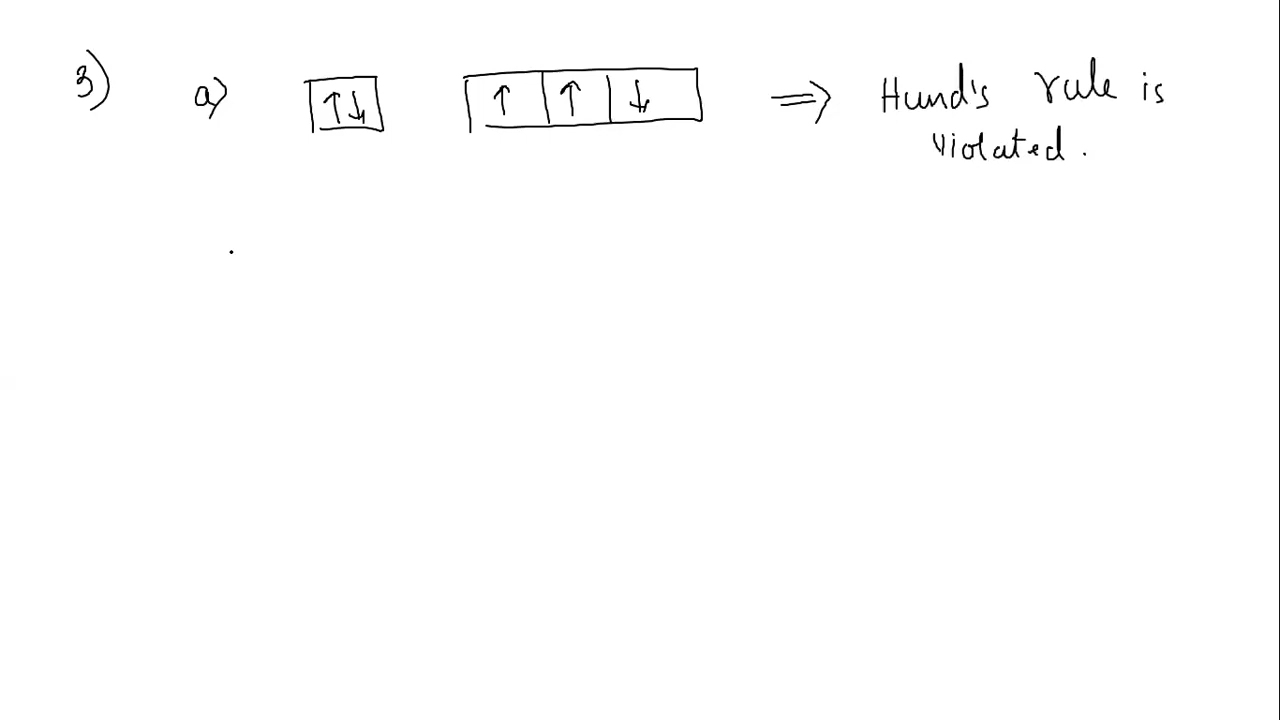 3) a) ↑↓ ↑ ↑ ↓ ⇒ Hund's rule is
violated.